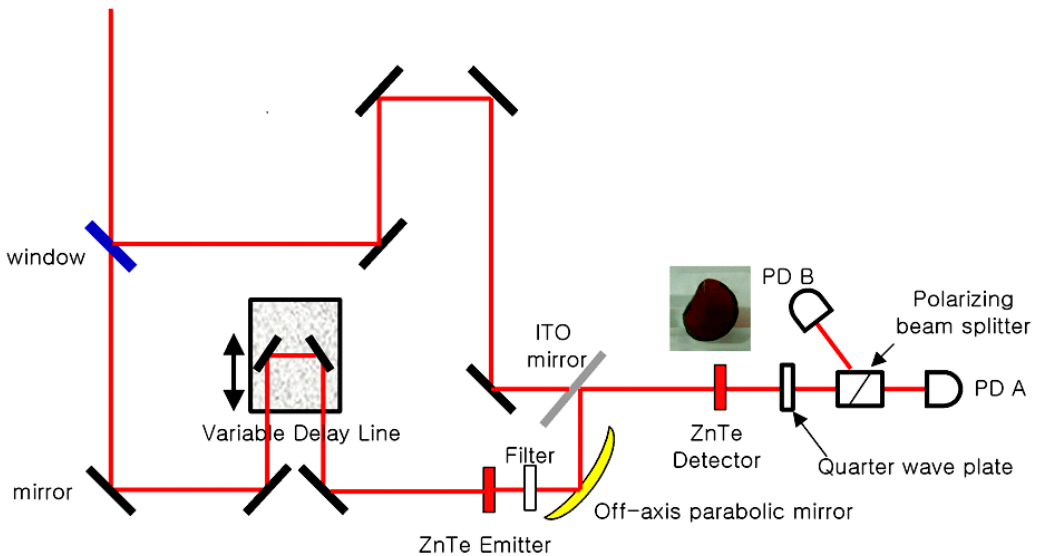 window
mirror
Variable Delay Line
ZnTe Emitter
Filter
Off-axis parabolic mirror
ITO
mirror
ZnTe
Detector
Quarter wave plate
PD B
Polarizing
beam splitter
PD A